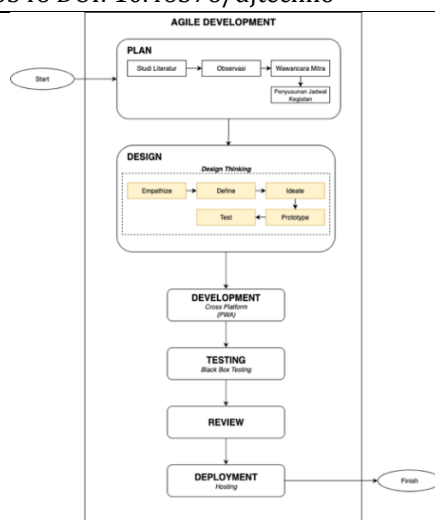 AGILE DEVELOPMENT
PLAN
Start
Studi Literatur
Observasi
Wawancara Mitra
Penyusunan Jadwal
Kegiatan
DESIGN
Design Thinking
Empathize
Define
Ideate
Test
Prototype
DEVELOPMENT
Cross Platform
(PWA)
TESTING
Black Box Testing
REVIEW
DEPLOYMENT
Hosting
Finish